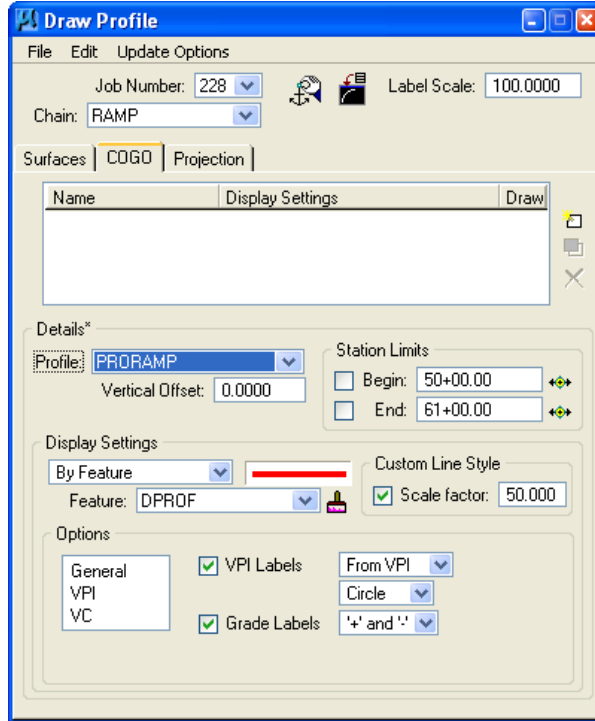 Draw Profile
File Edit Update Options
Job Number: 228 Label Scale: 100.0000
Chain: RAMP
Surfaces COGO Projection
Name Display Settings Draw
Details*
Profile: PRORAMP
Vertical Offset: 0.0000
Station Limits
Begin: 50+00.00
End: 61+00.00
Display Settings
By Feature
Feature: DPROF
Custom Line Style
Scale factor: 50.000
Options
General
VPI
VC
VPI Labels From VPI
Circle
Grade Labels '+' and '-'